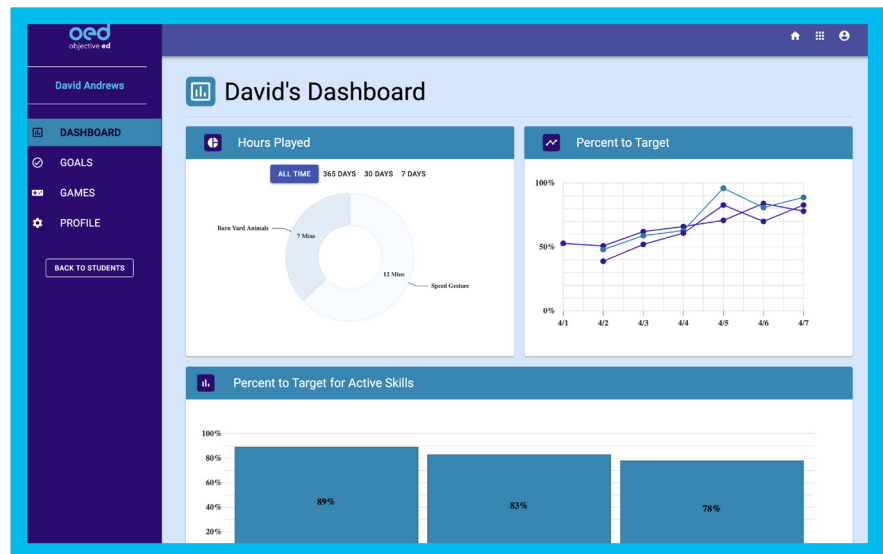 oed
objective ed
David Andrews
DASHBOARD
GOALS
GAMES
PROFILE
BACK TO STUDENTS
David's Dashboard
Hours Played
ALL TIME 365 DAYS 30 DAYS 7 DAYS
Barn Yard Animals
7 Mins
12 Mins
Speed Gesture
Percent to Target
100%
50%
0%
4/1 4/2 4/3 4/4 4/5 4/6 4/7
Percent to Target for Active Skills
100%
80%
60%
40%
20%
89% 83% 78%